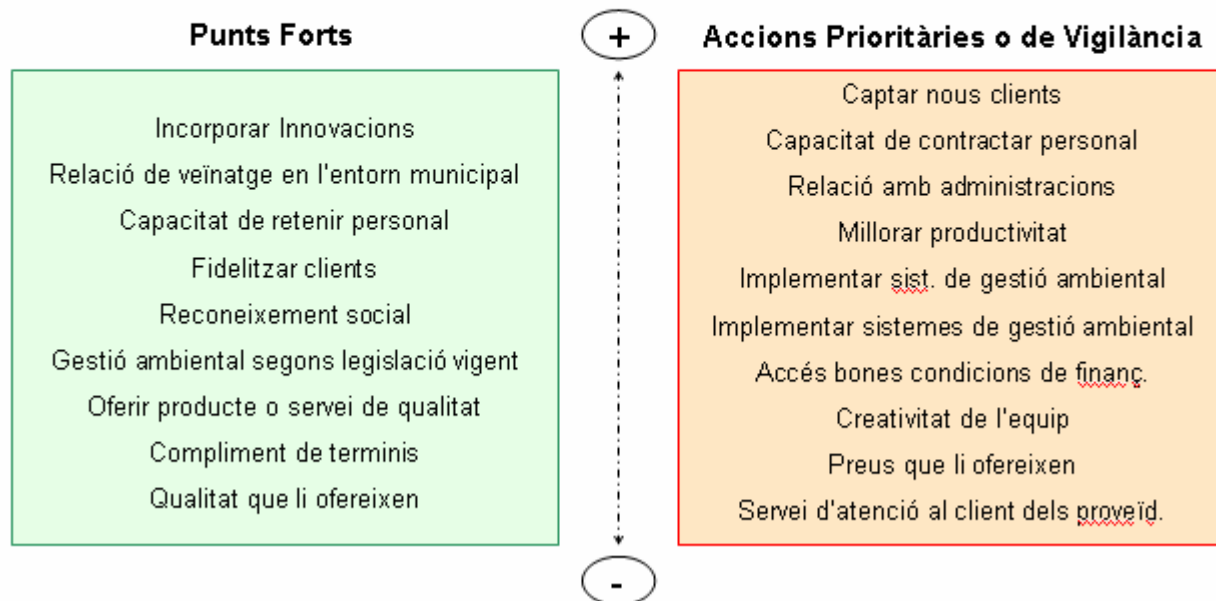 Punts Forts
+
Accions Prioritàries o de Vigilància
Incorporar Innovacions
Relació de veïnatge en l'entorn municipal
Capacitat de retenir personal
Fidelitzar clients
Reconeixement social
Gestió ambiental segons legislació vigent
Oferir producte o servei de qualitat
Compliment de terminis
Qualitat que li ofereixen
Captar nous clients
Capacitat de contractar personal
Relació amb administracions
Millorar productivitat
Implementar sist. de gestió ambiental
Implementar sistemes de gestió ambiental
Accés bones condicions de finanç.
Creativitat de l'equip
Preus que li ofereixen
Servei d'atenció al client dels proveïd.
-